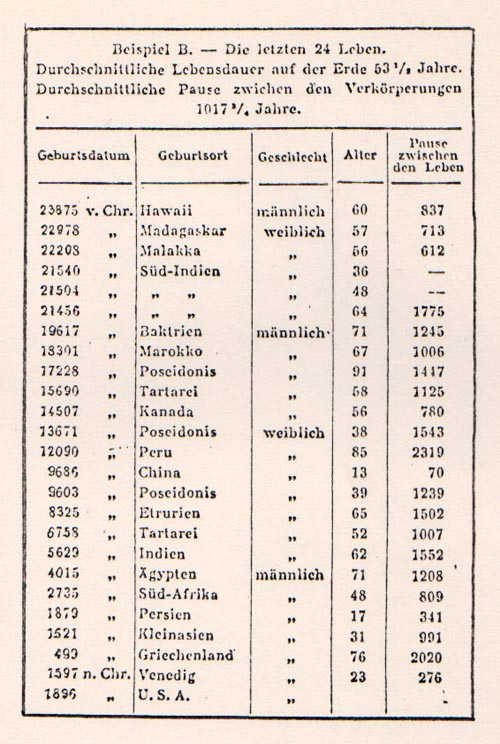 Beispiel B. — Die letzten 24 Leben.
Durchschnittliche Lebensdauer auf der Erde 53 1/2 Jahre.
Durchschnittliche Pause zwichen den Verkörperungen
1017 3/4 Jahre.
Geburtsdatum Geburtsort Geschlecht Alter Pause zwischen den Leben
23875 v. Chr. Hawaii männlich 60 837
22978 „ Madagaskar weiblich 57 713
22208 „ Malakka „ 56 612
21540 „ Süd-Indien „ 36 —
21504 „ „ „ „ 48 —
21456 „ „ „ „ 64 1775
19617 „ Baktrien männlich 71 1245
18301 „ Marokko „ 67 1006
17228 „ Poseidonis „ 91 1447
15690 „ Tartarei „ 58 1125
14507 „ Kanada „ 56 780
13671 „ Poseidonis weiblich 38 1543
12090 „ Peru „ 85 2319
9686 „ China „ 13 70
9603 „ Poseidonis „ 39 1239
8325 „ Etrurien „ 65 1502
6758 „ Tartarei „ 52 1007
5629 „ Indien „ 62 1552
4015 „ Ägypten männlich 71 1208
2735 „ Süd-Afrika „ 48 809
1879 „ Persien „ 17 341
1521 „ Kleinasien „ 31 991
499 „ Griechenland „ 76 2020
1597 n. Chr. Venedig „ 23 276
1896 „ U. S. A. „